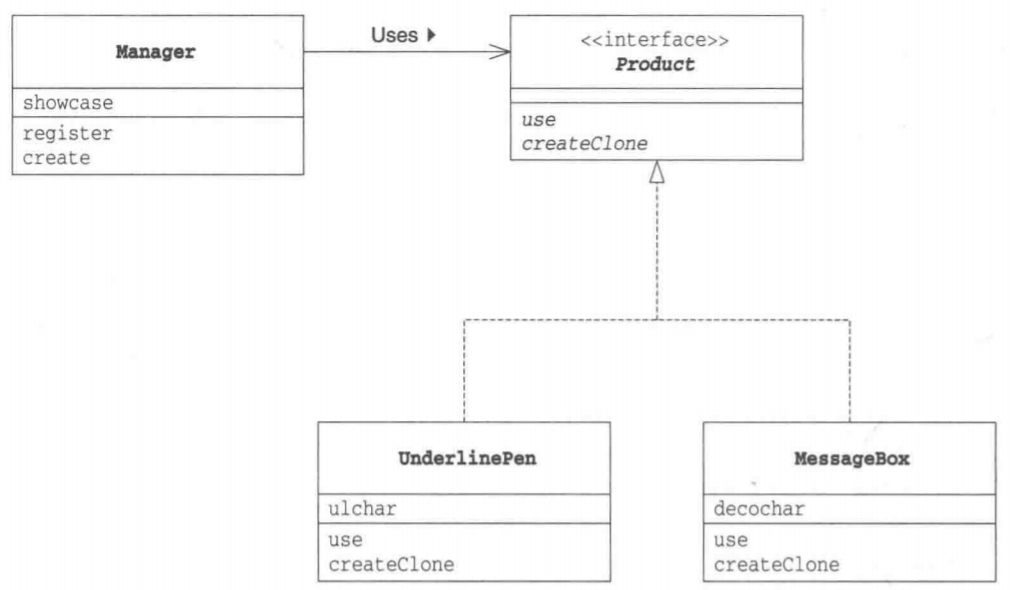 Manager
showcase
register
create
Uses ▶
<<interface>>
Product
use
createClone
UnderlinePen
ulchar
use
createClone
MessageBox
decochar
use
createClone